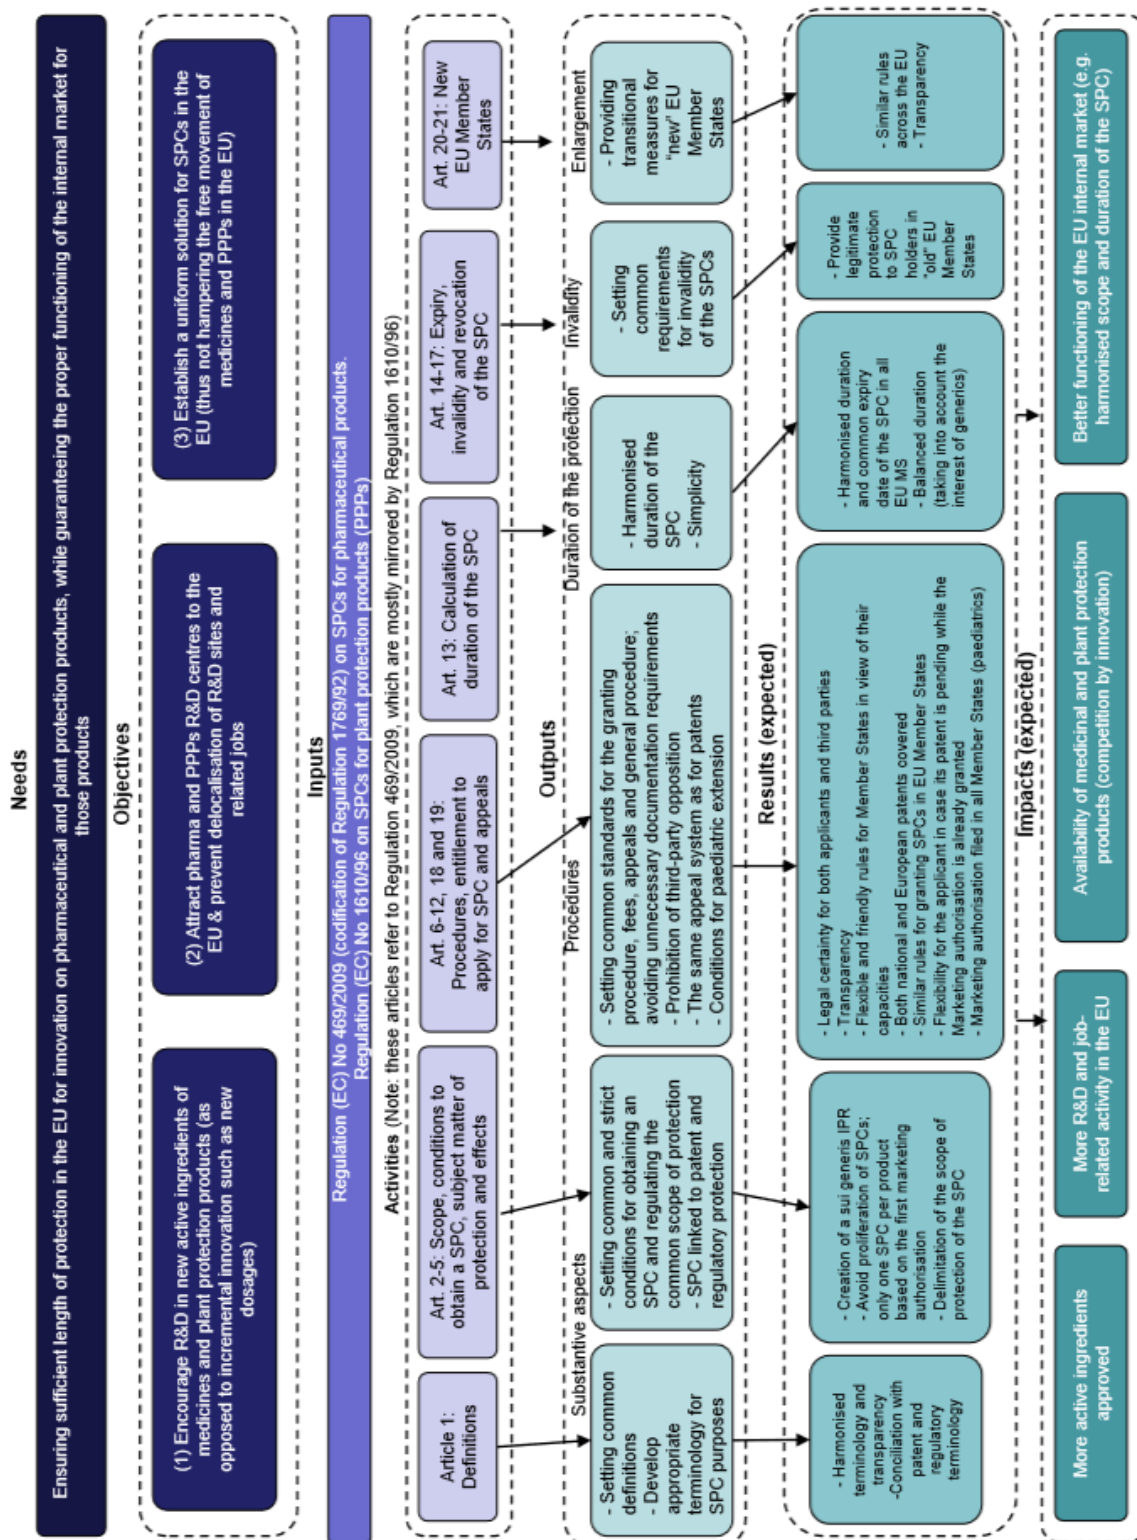 Needs
Ensuring sufficient length of protection in the EU for innovation on pharmaceutical and plant protection products, while guaranteeing the proper functioning of the internal market for
those products
Objectives
(1) Encourage R&D in new active ingredients of
medicines and plant protection products (as
opposed to incremental innovation such as new
dosages)
(2) Attract pharma and PPPs R&D centres to the
EU & prevent delocalisation of R&D sites and
related jobs
(3) Establish a uniform solution for SPCs in the
EU (thus not hampering the free movement of
medicines and PPPs in the EU)
Inputs
Regulation (EC) No 469/2009 (codification of Regulation 1769/92) on SPCs for pharmaceutical products.
Regulation (EC) No 1610/96 on SPCs for plant protection products (PPPs)
Activities (Note: these articles refer to Regulation 469/2009, which are mostly mirrored by Regulation 1610/96)
Article 1:
Definitions
Art. 2-5: Scope, conditions to
obtain a SPC, subject matter of
protection and effects
Art. 6-12, 18 and 19:
Procedures, entitlement to
apply for SPC and appeals
Art. 13: Calculation of
duration of the SPC
Art. 14-17: Expiry,
invalidity and revocation
of the SPC
Art. 20-21: New
EU Member
States
Outputs
Substantive aspects
Procedures
Duration of the protection
Invalidity
Enlargement
- Setting common
definitions
- Develop
appropriate
terminology for
SPC purposes
- Setting common and strict
conditions for obtaining an
SPC and regulating the
common scope of protection
- SPC linked to patent and
regulatory protection
- Setting common standards for the granting
procedure, fees, appeals and general procedure;
avoiding unnecessary documentation requirements
- Prohibition of third-party opposition
- The same appeal system as for patents
- Conditions for paediatric extension
- Harmonised
duration of the
SPC
- Simplicity
- Setting
common
requirements
for invalidity
of the SPCs
- Providing
transitional
measures for
"new" EU
Member
States
Results (expected)
- Harmonised
terminology and
transparency
-Conciliation with
patent and
regulatory
terminology
- Creation of a sui generis IPR
- Avoid proliferation of SPCs;
only one SPC per product
based on the first marketing
authorisation
- Delimitation of the scope of
protection of the SPC
- Legal certainty for both applicants and third parties
- Transparency
- Flexible and friendly rules for Member States in view of their
capacities
- Both national and European patents covered
- Similar rules for granting SPCs in EU Member States
- Flexibility for the applicant in case its patent is pending while the
Marketing authorisation is already granted
- Marketing authorisation filed in all Member States (paediatrics)
- Harmonised duration
and common expiry
date of the SPC in all
EU MS
- Balanced duration
(taking into account the
interest of generics)
- Provide
legitimate
protection
to SPC
holders in
"old" EU
Member
States
- Similar rules
across the EU
- Transparency
Impacts (expected)
More active ingredients
approved
More R&D and job-
related activity in the EU
Availability of medicinal and plant protection
products (competition by innovation)
Better functioning of the EU internal market (e.g.
harmonised scope and duration of the SPC)